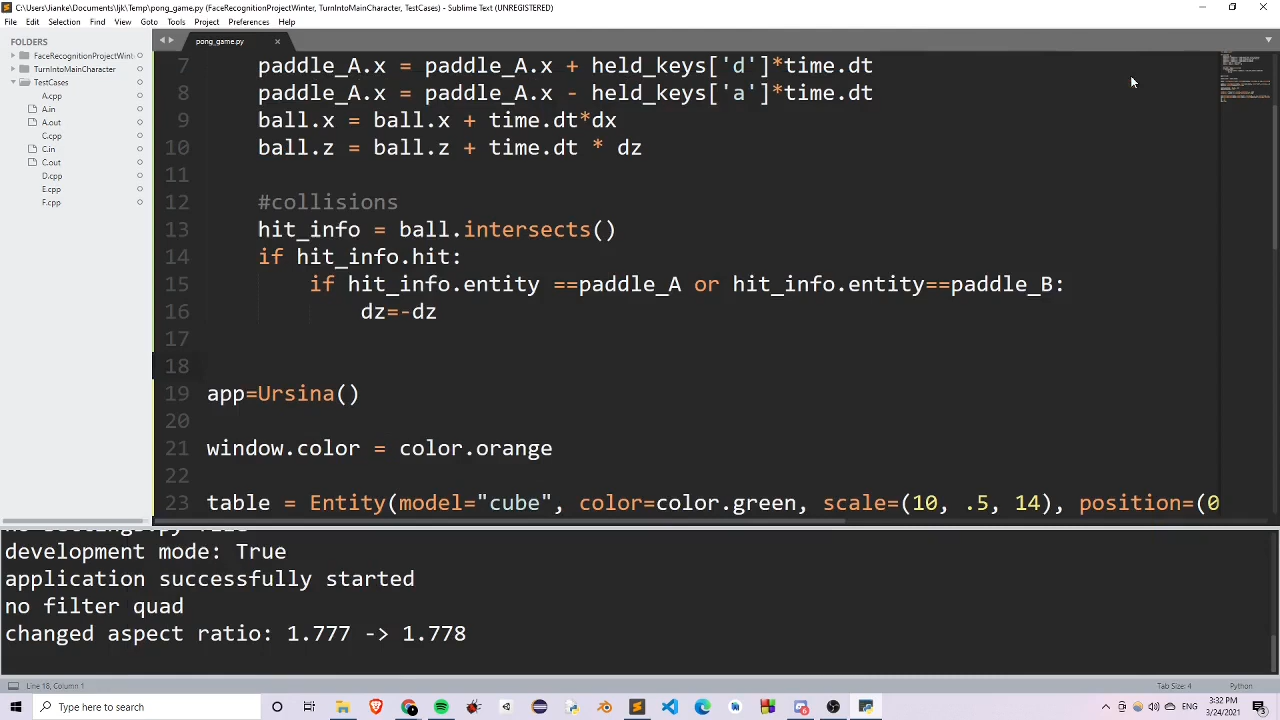 C:\Users\lianke\Documents\ljk\Temp\pong_game.py (FaceRecognitionProjectWinter, TurnIntoMainCharacter, TestCases) - Sublime Text (UNREGISTERED)
File Edit Selection Find View Goto Tools Project Preferences Help
FOLDERS
FaceRecognitionProjectWint
TurnIntoMainCharacter
TestCases
A.cpp
A.in
A.out
C.cpp
C.in
C.out
D.cpp
E.cpp
F.cpp
pong_game.py
7 paddle_A.x = paddle_A.x + held_keys['d']*time.dt
8 paddle_A.x = paddle_A.x - held_keys['a']*time.dt
9 ball.x = ball.x + time.dt*dx
10 ball.z = ball.z + time.dt * dz
11
12 #collisions
13 hit_info = ball.intersects()
14 if hit_info.hit:
15 if hit_info.entity ==paddle_A or hit_info.entity==paddle_B:
16 dz=-dz
17
18
19 app=Ursina()
20
21 window.color = color.orange
22
23 table = Entity(model="cube", color=color.green, scale=(10, .5, 14), position=(0
development mode: True
application successfully started
no filter quad
changed aspect ratio: 1.777 -> 1.778
Line 18, Column 1 Tab Size: 4 Python
Type here to search
3:32 PM
3/24/2021